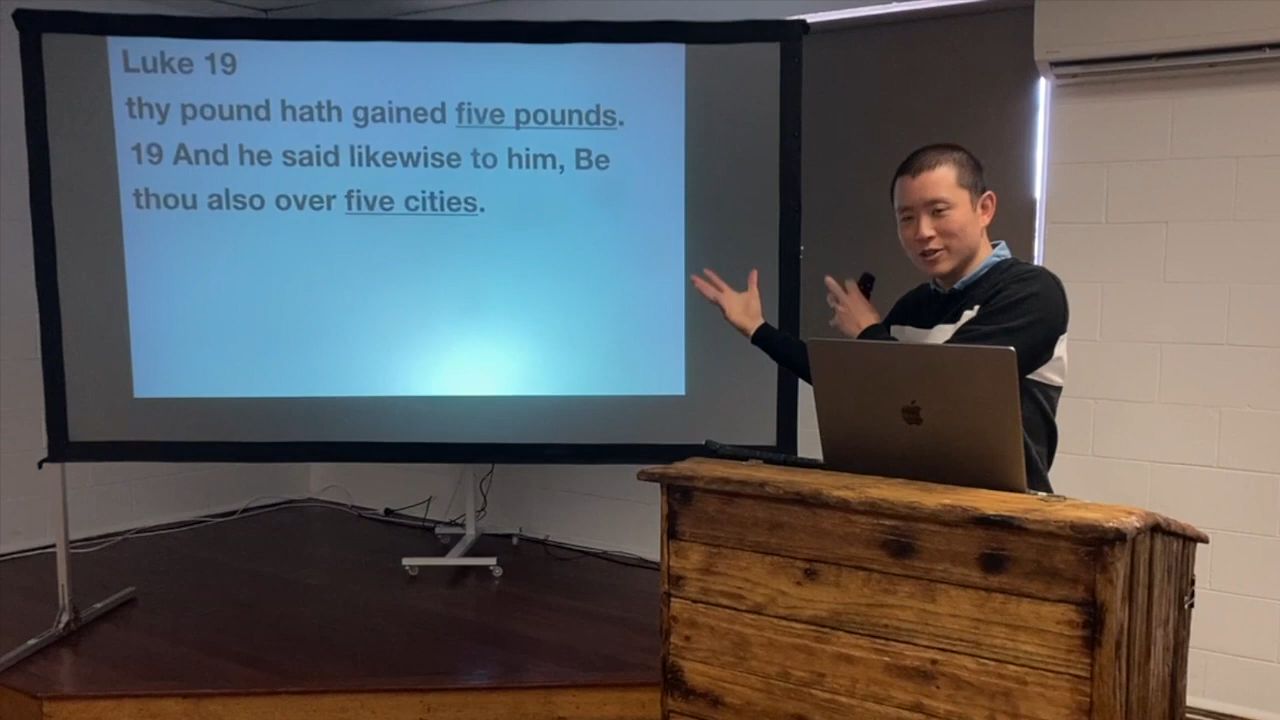 Luke 19
thy pound hath gained five pounds.
19 And he said likewise to him, Be
thou also over five cities.